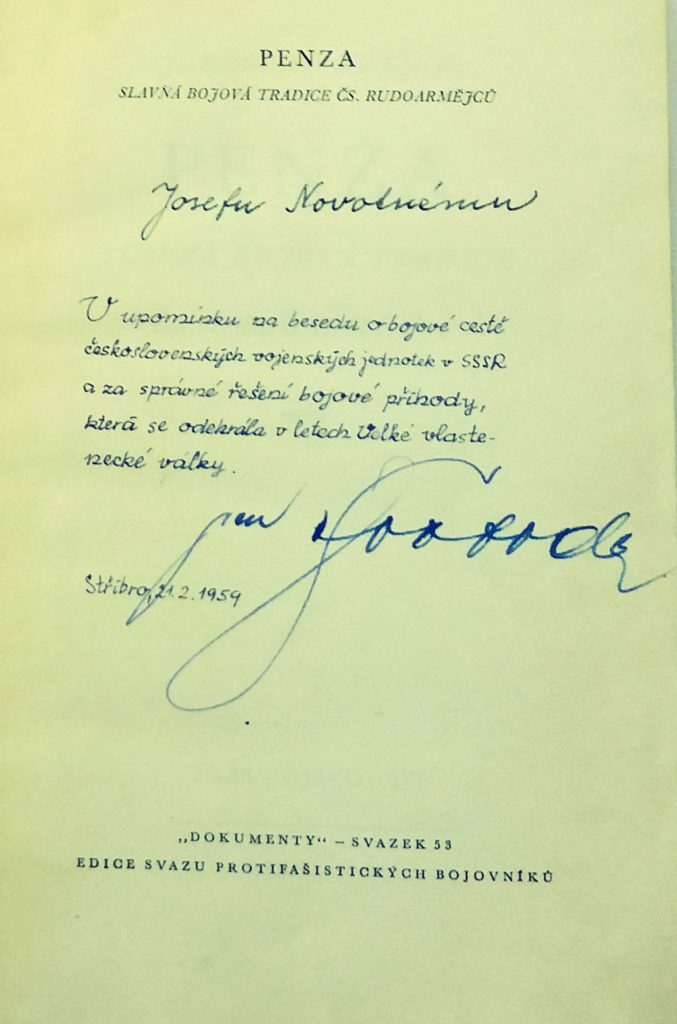 PENZA
SLAVNÁ BOJOVÁ TRADICE ČS. RUDOARMĚJCŮ
Josefu Novotnému
V upomínku na besedu o bojové cestě
československých vojenských jednotek v SSSR
a za správné řešení bojové příhody,
která se odehrála v letech Velké vlaste-
necké války.
gen Svoboda
Stříbro, 21.2.1959
„DOKUMENTY“ – SVAZEK 53
EDICE SVAZU PROTIFAŠISTICKÝCH BOJOVNÍKŮ